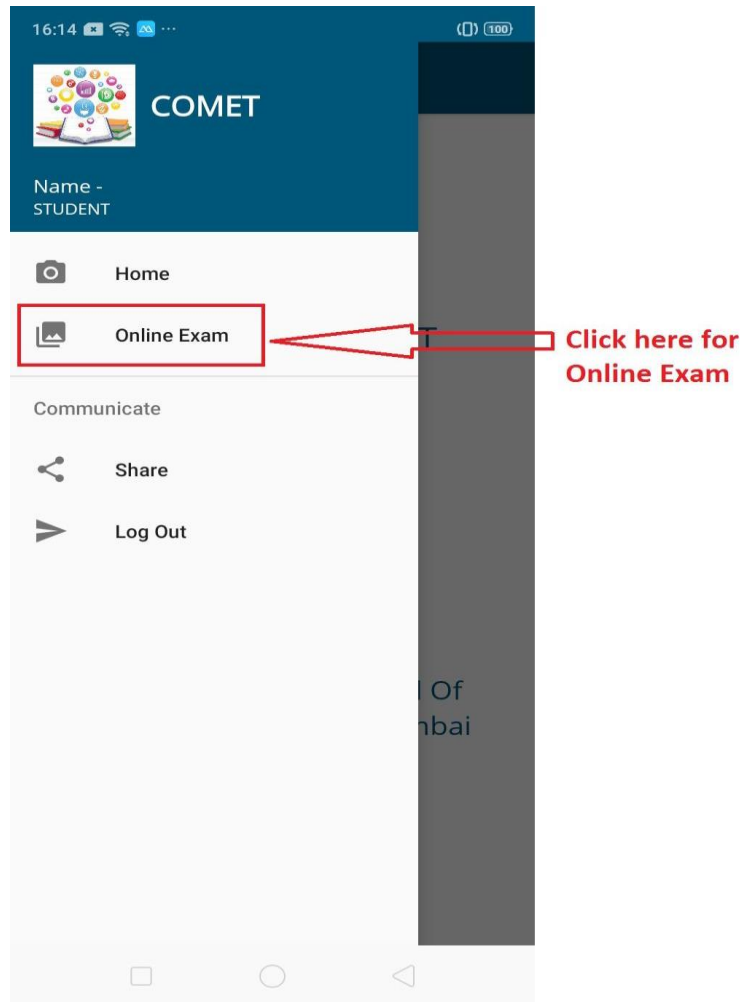 16:14
100
COMET
Name -
STUDENT
Home
Online Exam
T
Click here for
Online Exam
Communicate
Share
Log Out
Of
nbai